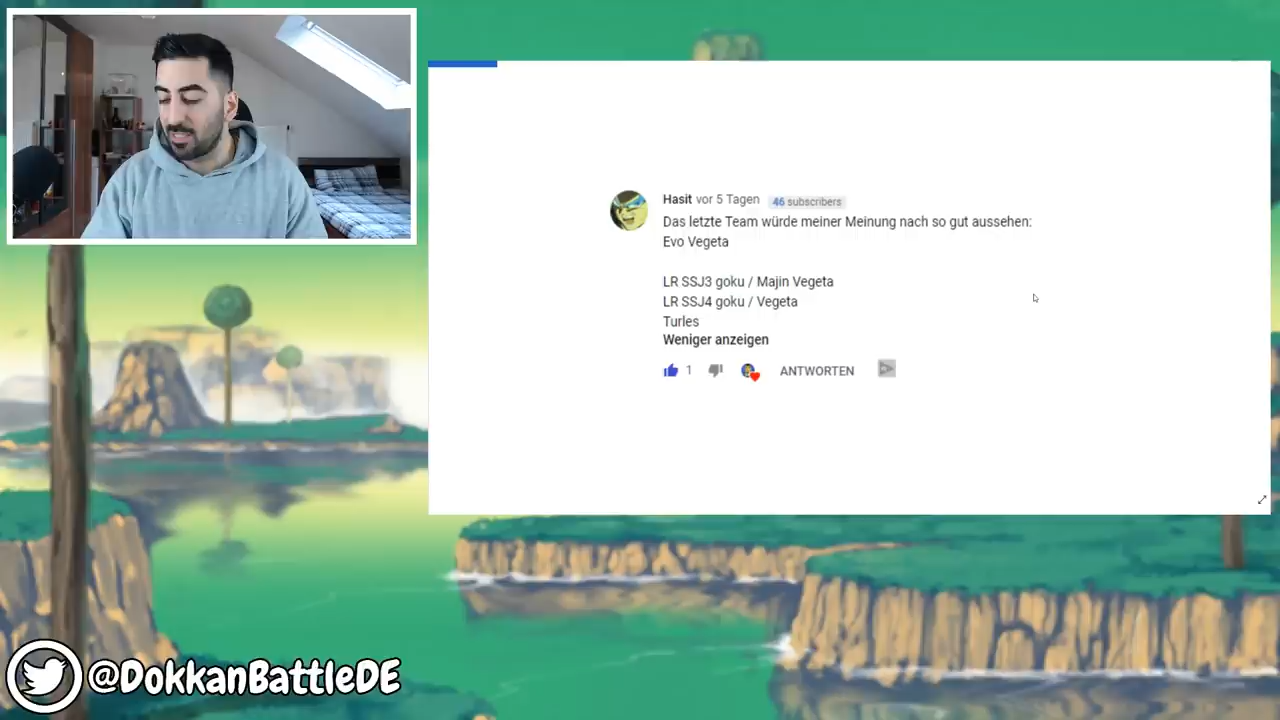 Hasit vor 5 Tagen 46 subscribers
Das letzte Team würde meiner Meinung nach so gut aussehen:
Evo Vegeta
LR SSJ3 goku / Majin Vegeta
LR SSJ4 goku / Vegeta
Turles
Weniger anzeigen
1 ANTWORTEN
@DokkanBattleDE